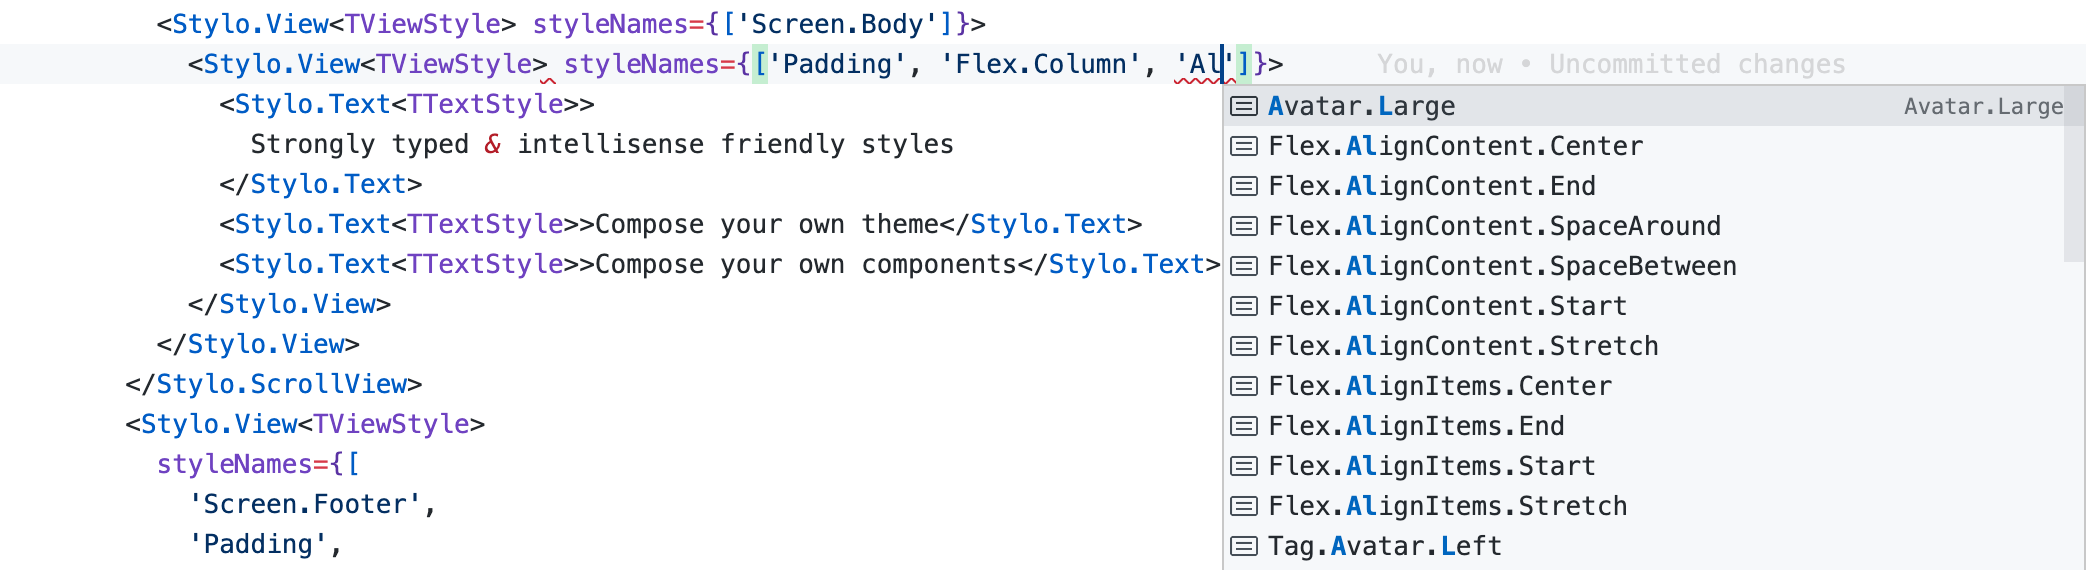 <Stylo.View<TViewStyle> styleNames={['Screen.Body']}>
<Stylo.View<TViewStyle> styleNames={['Padding', 'Flex.Column', 'Al']}> You, now • Uncommitted changes
<Stylo.Text<TTextStyle>>
Strongly typed & intellisense friendly styles
</Stylo.Text>
<Stylo.Text<TTextStyle>>Compose your own theme</Stylo.Text>
<Stylo.Text<TTextStyle>>Compose your own components</Stylo.Text>
</Stylo.View>
</Stylo.View>
</Stylo.ScrollView>
<Stylo.View<TViewStyle>
styleNames={[
'Screen.Footer',
'Padding',
Avatar.Large Avatar.Large
Flex.AlignContent.Center
Flex.AlignContent.End
Flex.AlignContent.SpaceAround
Flex.AlignContent.SpaceBetween
Flex.AlignContent.Start
Flex.AlignContent.Stretch
Flex.AlignItems.Center
Flex.AlignItems.End
Flex.AlignItems.Start
Flex.AlignItems.Stretch
Tag.Avatar.Left